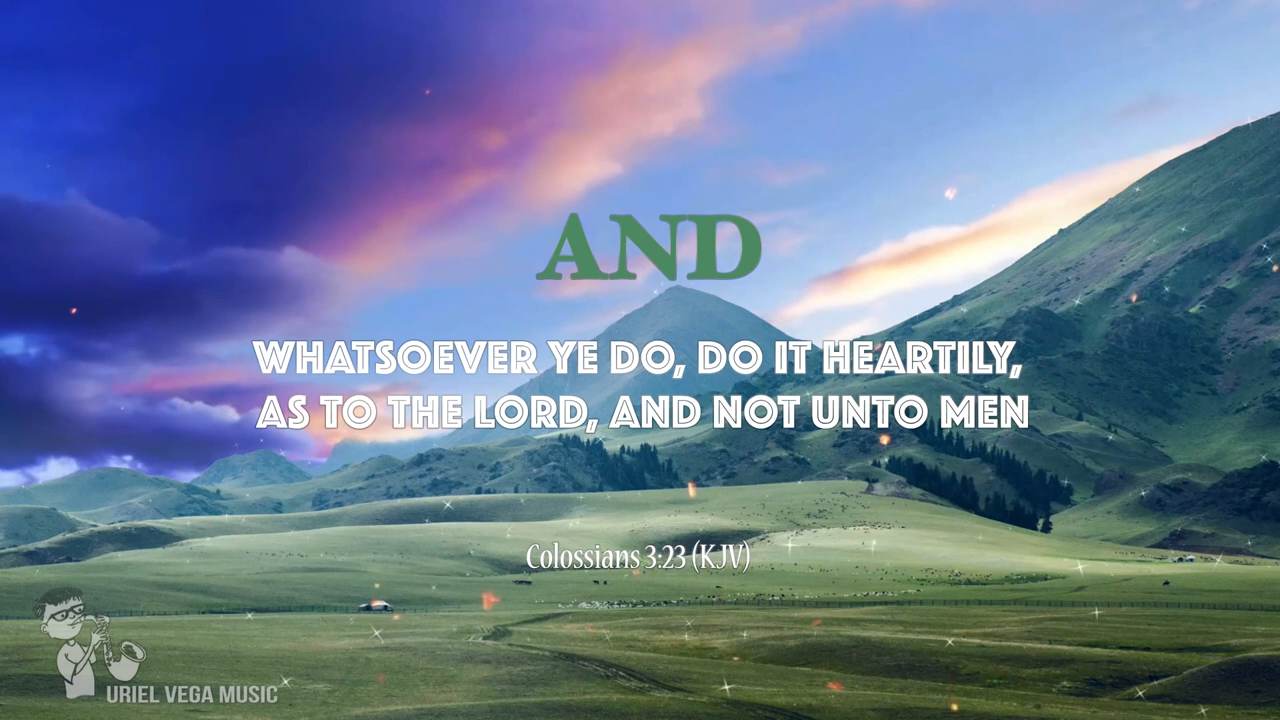 AND
WHATSOEVER YE DO, DO IT HEARTILY,
AS TO THE LORD, AND NOT UNTO MEN
Colossians 3:23 (KJV)
URIEL VEGA MUSIC